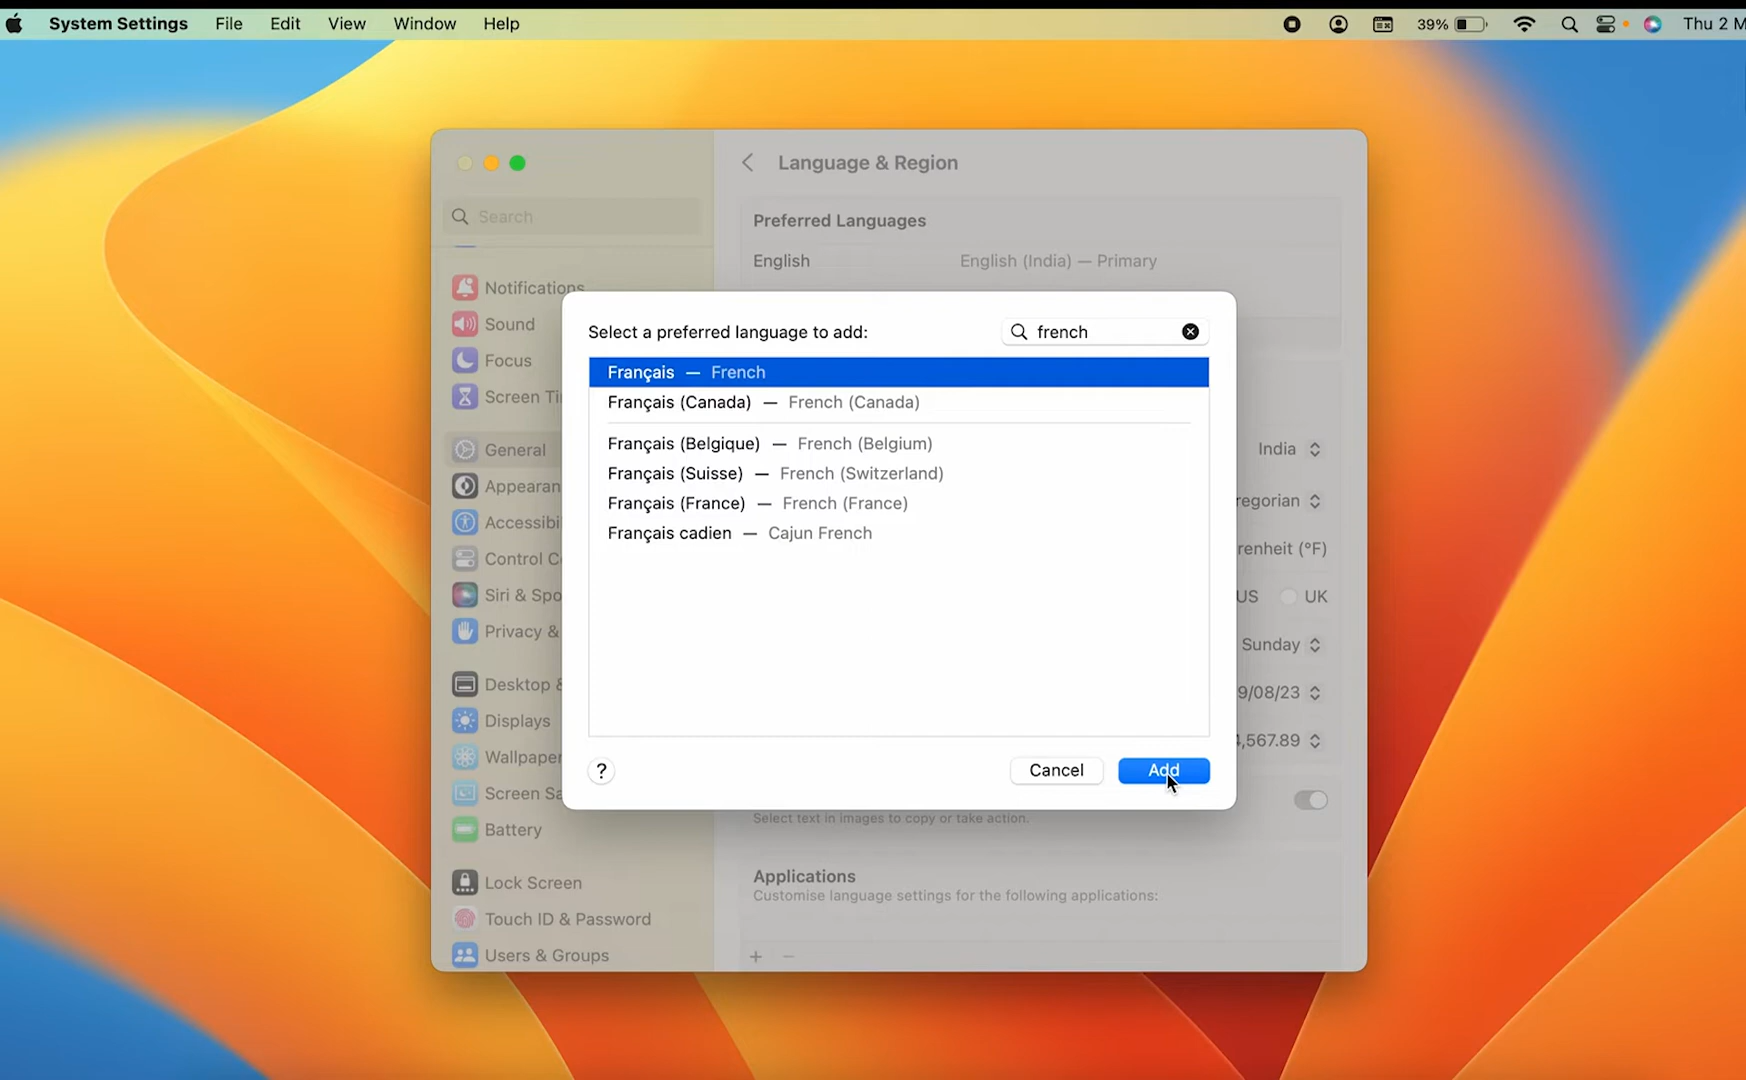 System Settings File Edit View Window Help 39% Thu 2 M
Language & Region
Search
Preferred Languages
English English (India) — Primary
Notifications
Sound
Focus
Screen Ti
General
Appearan
Accessibi
Control C
Siri & Spo
Privacy &
Desktop &
Displays
Wallpaper
Screen Sa
Battery
Lock Screen
Touch ID & Password
Users & Groups
Select a preferred language to add: french
Français — French
Français (Canada) — French (Canada)
Français (Belgique) — French (Belgium)
Français (Suisse) — French (Switzerland)
Français (France) — French (France)
Français cadien — Cajun French
? Cancel Add
India
regorian
renheit (°F)
US UK
Sunday
9/08/23
,567.89
Select text in images to copy or take action.
Applications
Customise language settings for the following applications:
+ −